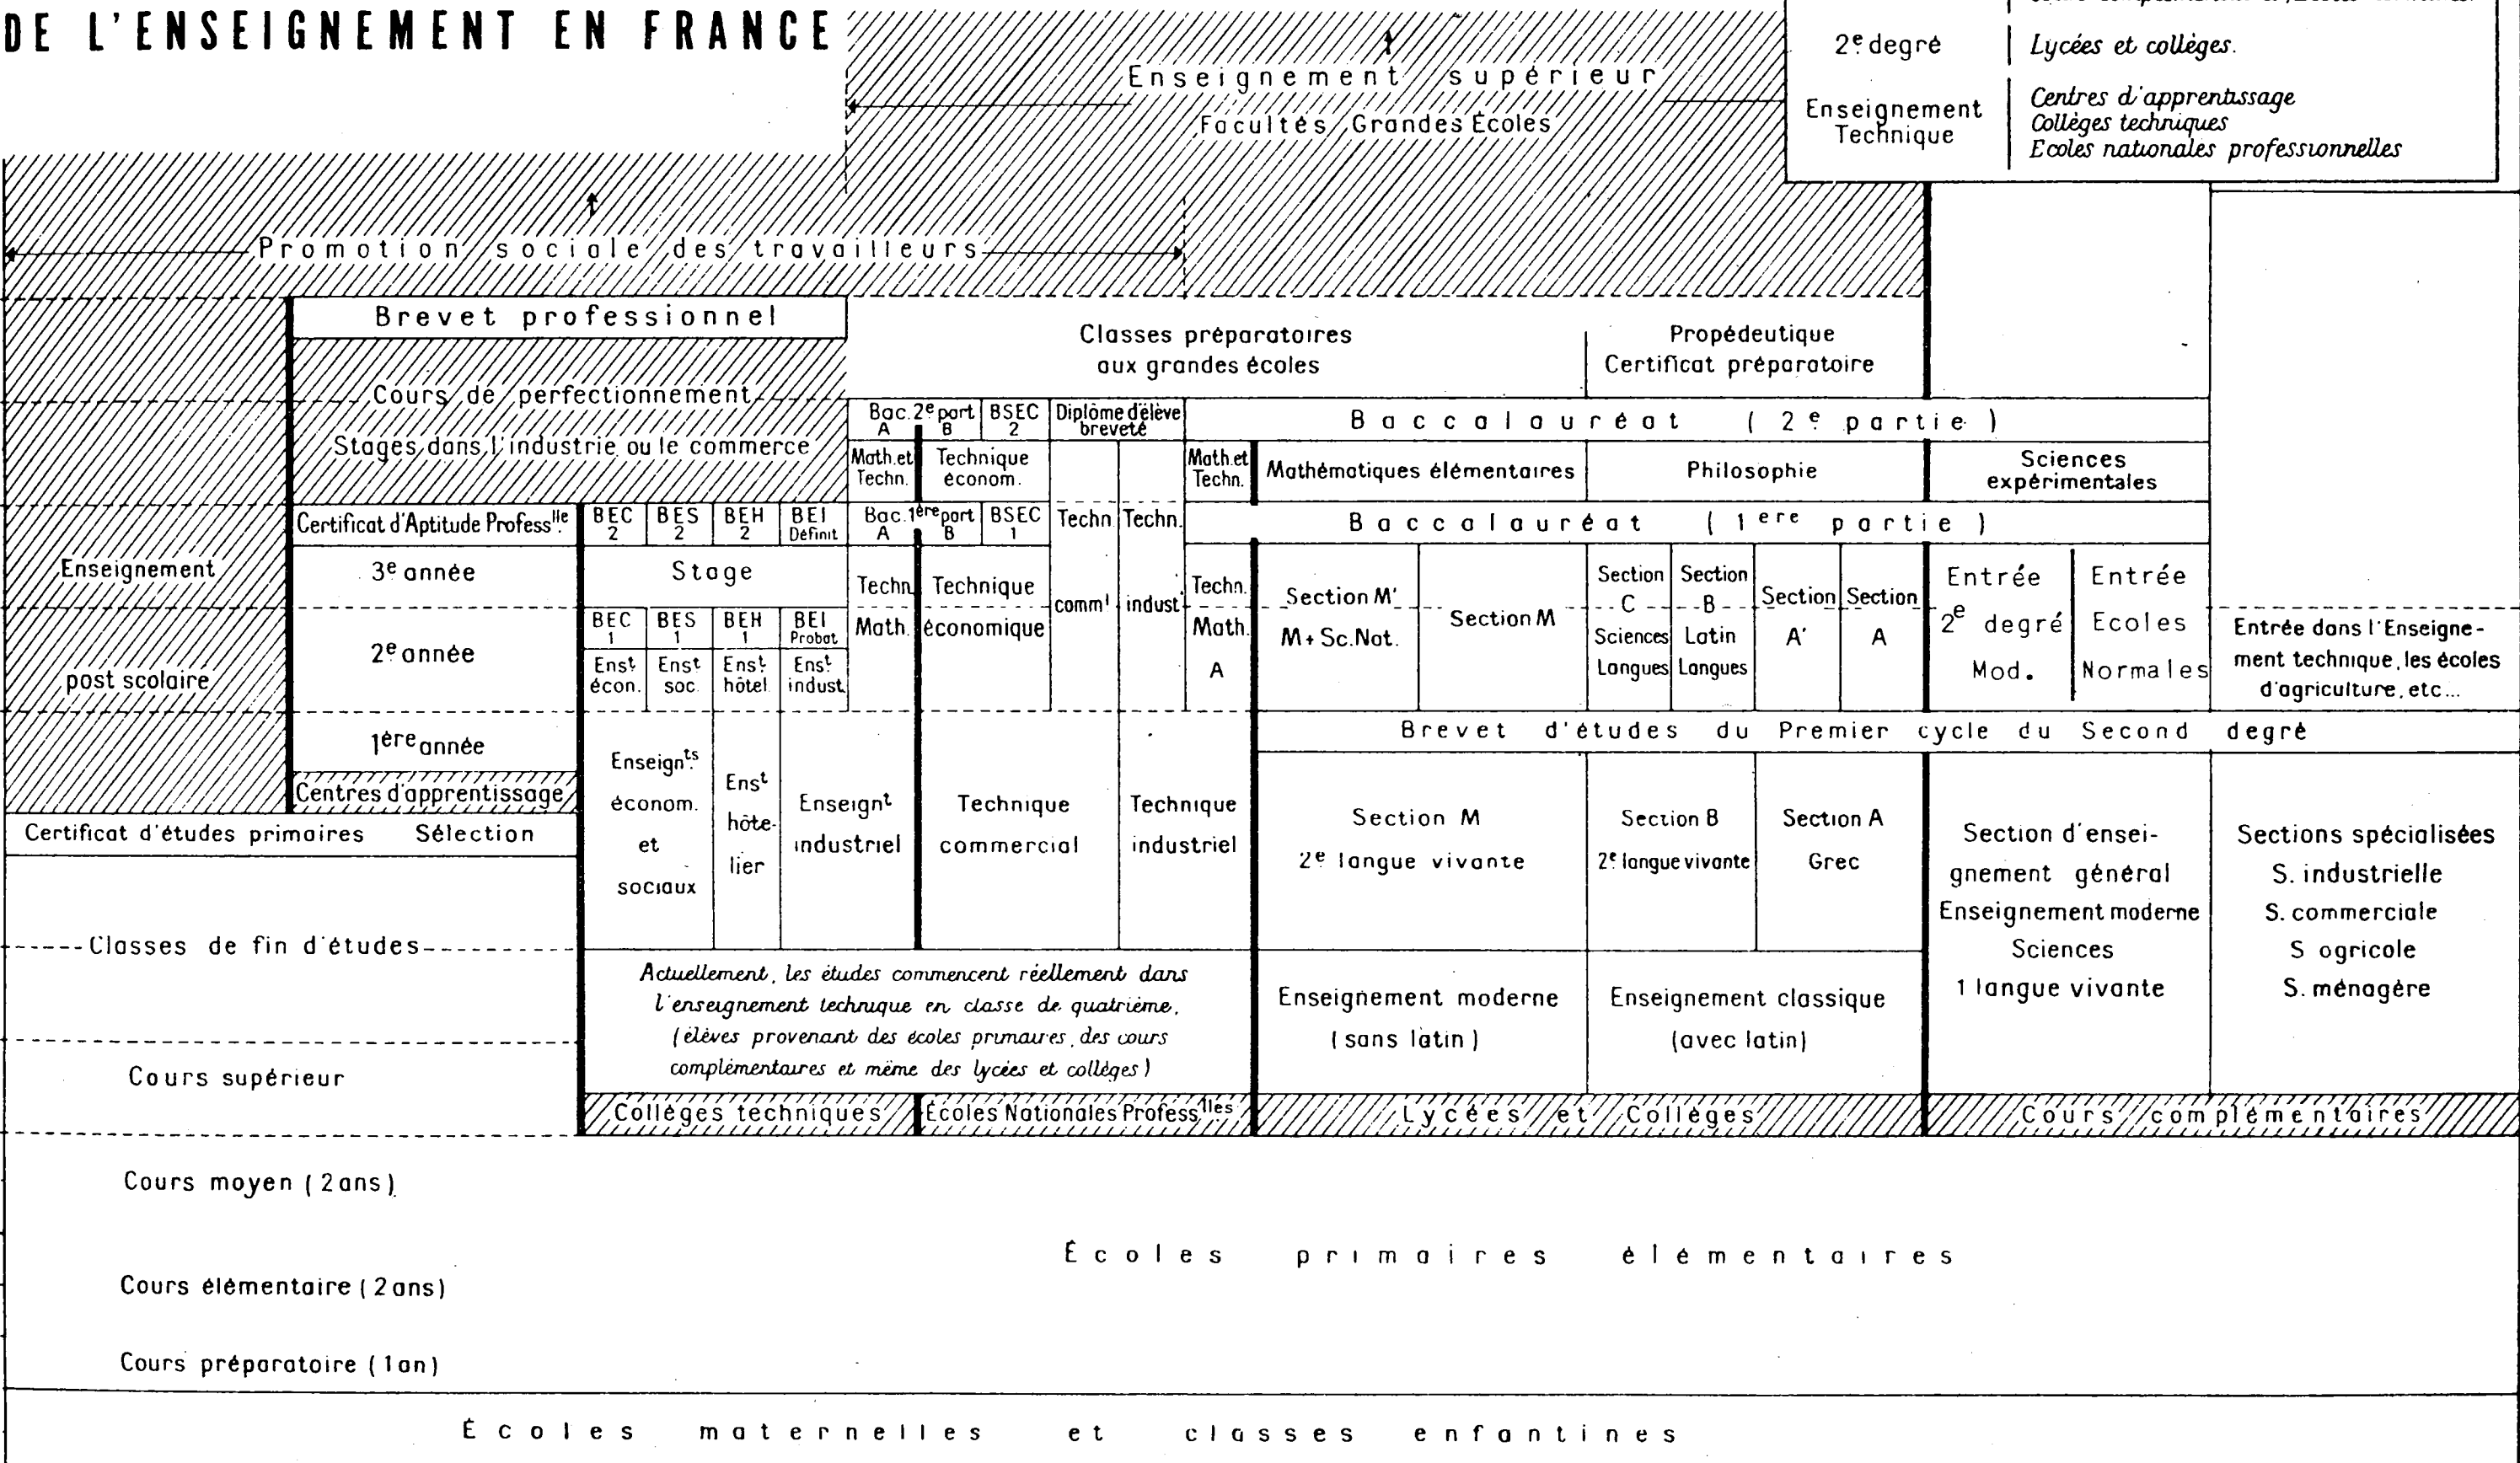 DE L'ENSEIGNEMENT EN FRANCE
2e degré
Lycées et collèges.
Enseignement
Technique
Centres d'apprentissage
Collèges techniques
Ecoles nationales professionnelles
Enseignement supérieur
Facultés Grandes Écoles
Promotion sociale des travailleurs
Brevet professionnel
Cours de perfectionnement
Stages dans l'industrie ou le commerce
Classes préparatoires
aux grandes écoles
Propédeutique
Certificat préparatoire
Bac. 2e part
A B
BSEC
2
Diplôme d'élève
breveté
Baccalauréat (2e partie)
Math. et
Techn.
Technique
économ.
Math. et
Techn.
Mathématiques élémentaires
Philosophie
Sciences
expérimentales
Certificat d'Aptitude Professlle.
BEC
2
BES
2
BEH
2
BEI
Définit.
Bac. 1ère part
A B
BSEC
1
Techn.
comml
Techn.
indust.l
Baccalauréat (1ere partie)
Enseignement
post scolaire
3e année
2e année
1ère année
Centres d'apprentissage
Stage
BEC
1
BES
1
BEH
1
BEI
Probat
Enst.
écon.
Enst
soc.
Enst.
hôtel.
Enst.
indust.
Techn.
Math.
Technique
économique
Techn.
Math.
A
Section M'
M + Sc. Nat.
Section M
Section
C
Sciences
Langues
Section
B
Latin
Langues
Section
A'
Section
A
Entrée
2e degré
Mod.
Entrée
Ecoles
Normales
Entrée dans l'Enseigne-
ment technique, les écoles
d'agriculture, etc...
Brevet d'études du Premier cycle du Second degré
Certificat d'études primaires Sélection
Classes de fin d'études
Cours supérieur
Enseignts.
économ.
et
sociaux
Enst
hôte-
lier
Enseignt
industriel
Technique
commercial
Technique
industriel
Section M
2e langue vivante
Section B
2e langue vivante
Section A
Grec
Section d'ensei-
gnement général
Enseignement moderne
Sciences
1 langue vivante
Sections spécialisées
S. industrielle
S. commerciale
S agricole
S. ménagère
Actuellement, les études commencent réellement dans
l'enseignement technique en classe de quatrième,
(élèves provenant des écoles primaires, des cours
complémentaires et même des lycées et collèges)
Enseignement moderne
(sans latin)
Enseignement classique
(avec latin)
Collèges techniques
Écoles Nationales Profess.lles
Lycées et Collèges
Cours complémentaires
Cours moyen (2 ans)
Écoles primaires élémentaires
Cours élémentaire (2 ans)
Cours préparatoire (1 an)
Écoles maternelles et classes enfantines